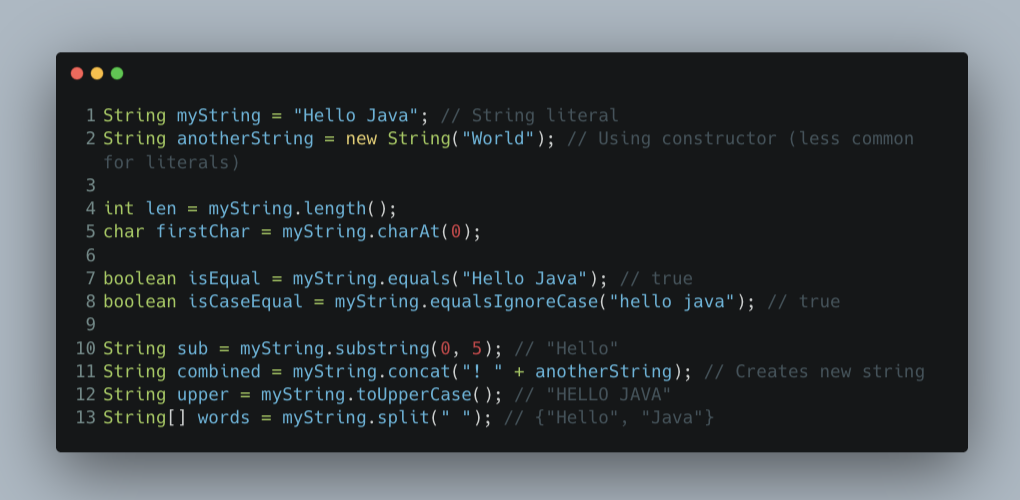 1 String myString = "Hello Java"; // String literal
2 String anotherString = new String("World"); // Using constructor (less common
for literals)
3
4 int len = myString.length();
5 char firstChar = myString.charAt(0);
6
7 boolean isEqual = myString.equals("Hello Java"); // true
8 boolean isCaseEqual = myString.equalsIgnoreCase("hello java"); // true
9
10 String sub = myString.substring(0, 5); // "Hello"
11 String combined = myString.concat("! " + anotherString); // Creates new string
12 String upper = myString.toUpperCase(); // "HELLO JAVA"
13 String[] words = myString.split(" "); // {"Hello", "Java"}